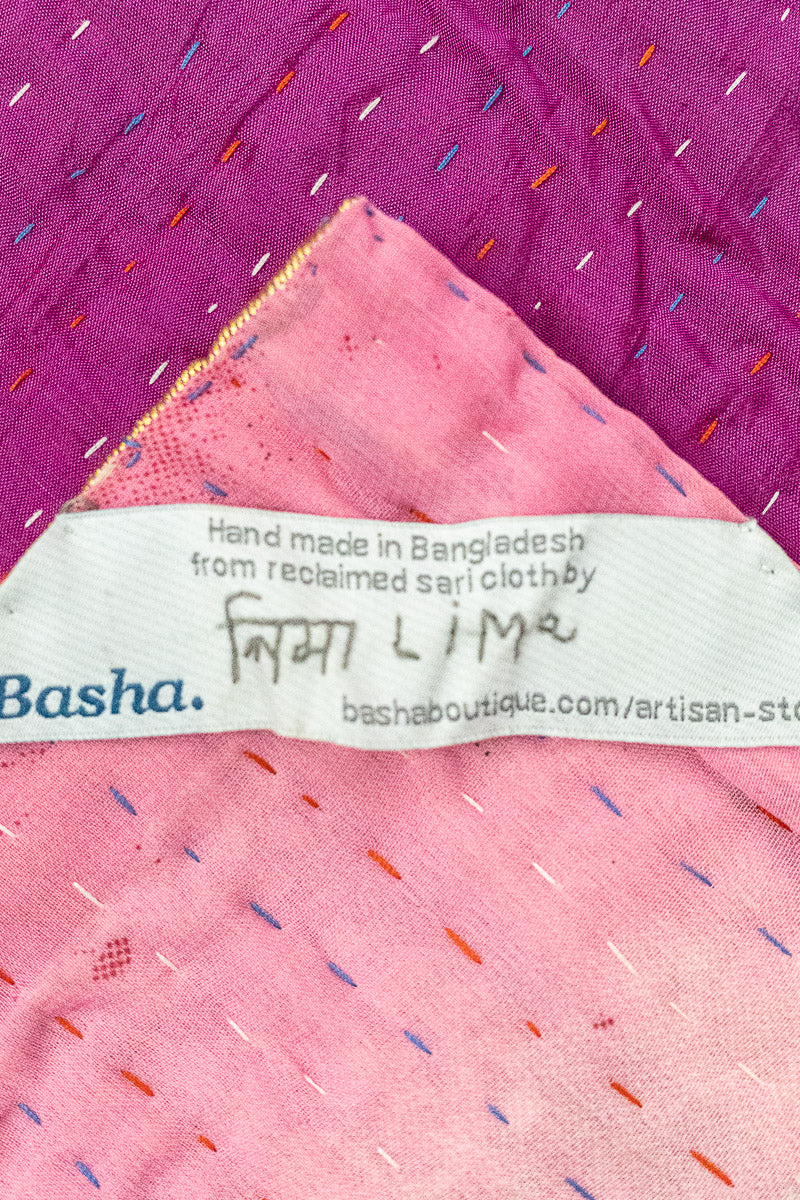 Hand made in Bangladesh
from reclaimed sari cloth by
লিমা Lima
Basha.
bashaboutique.com/artisan-sto